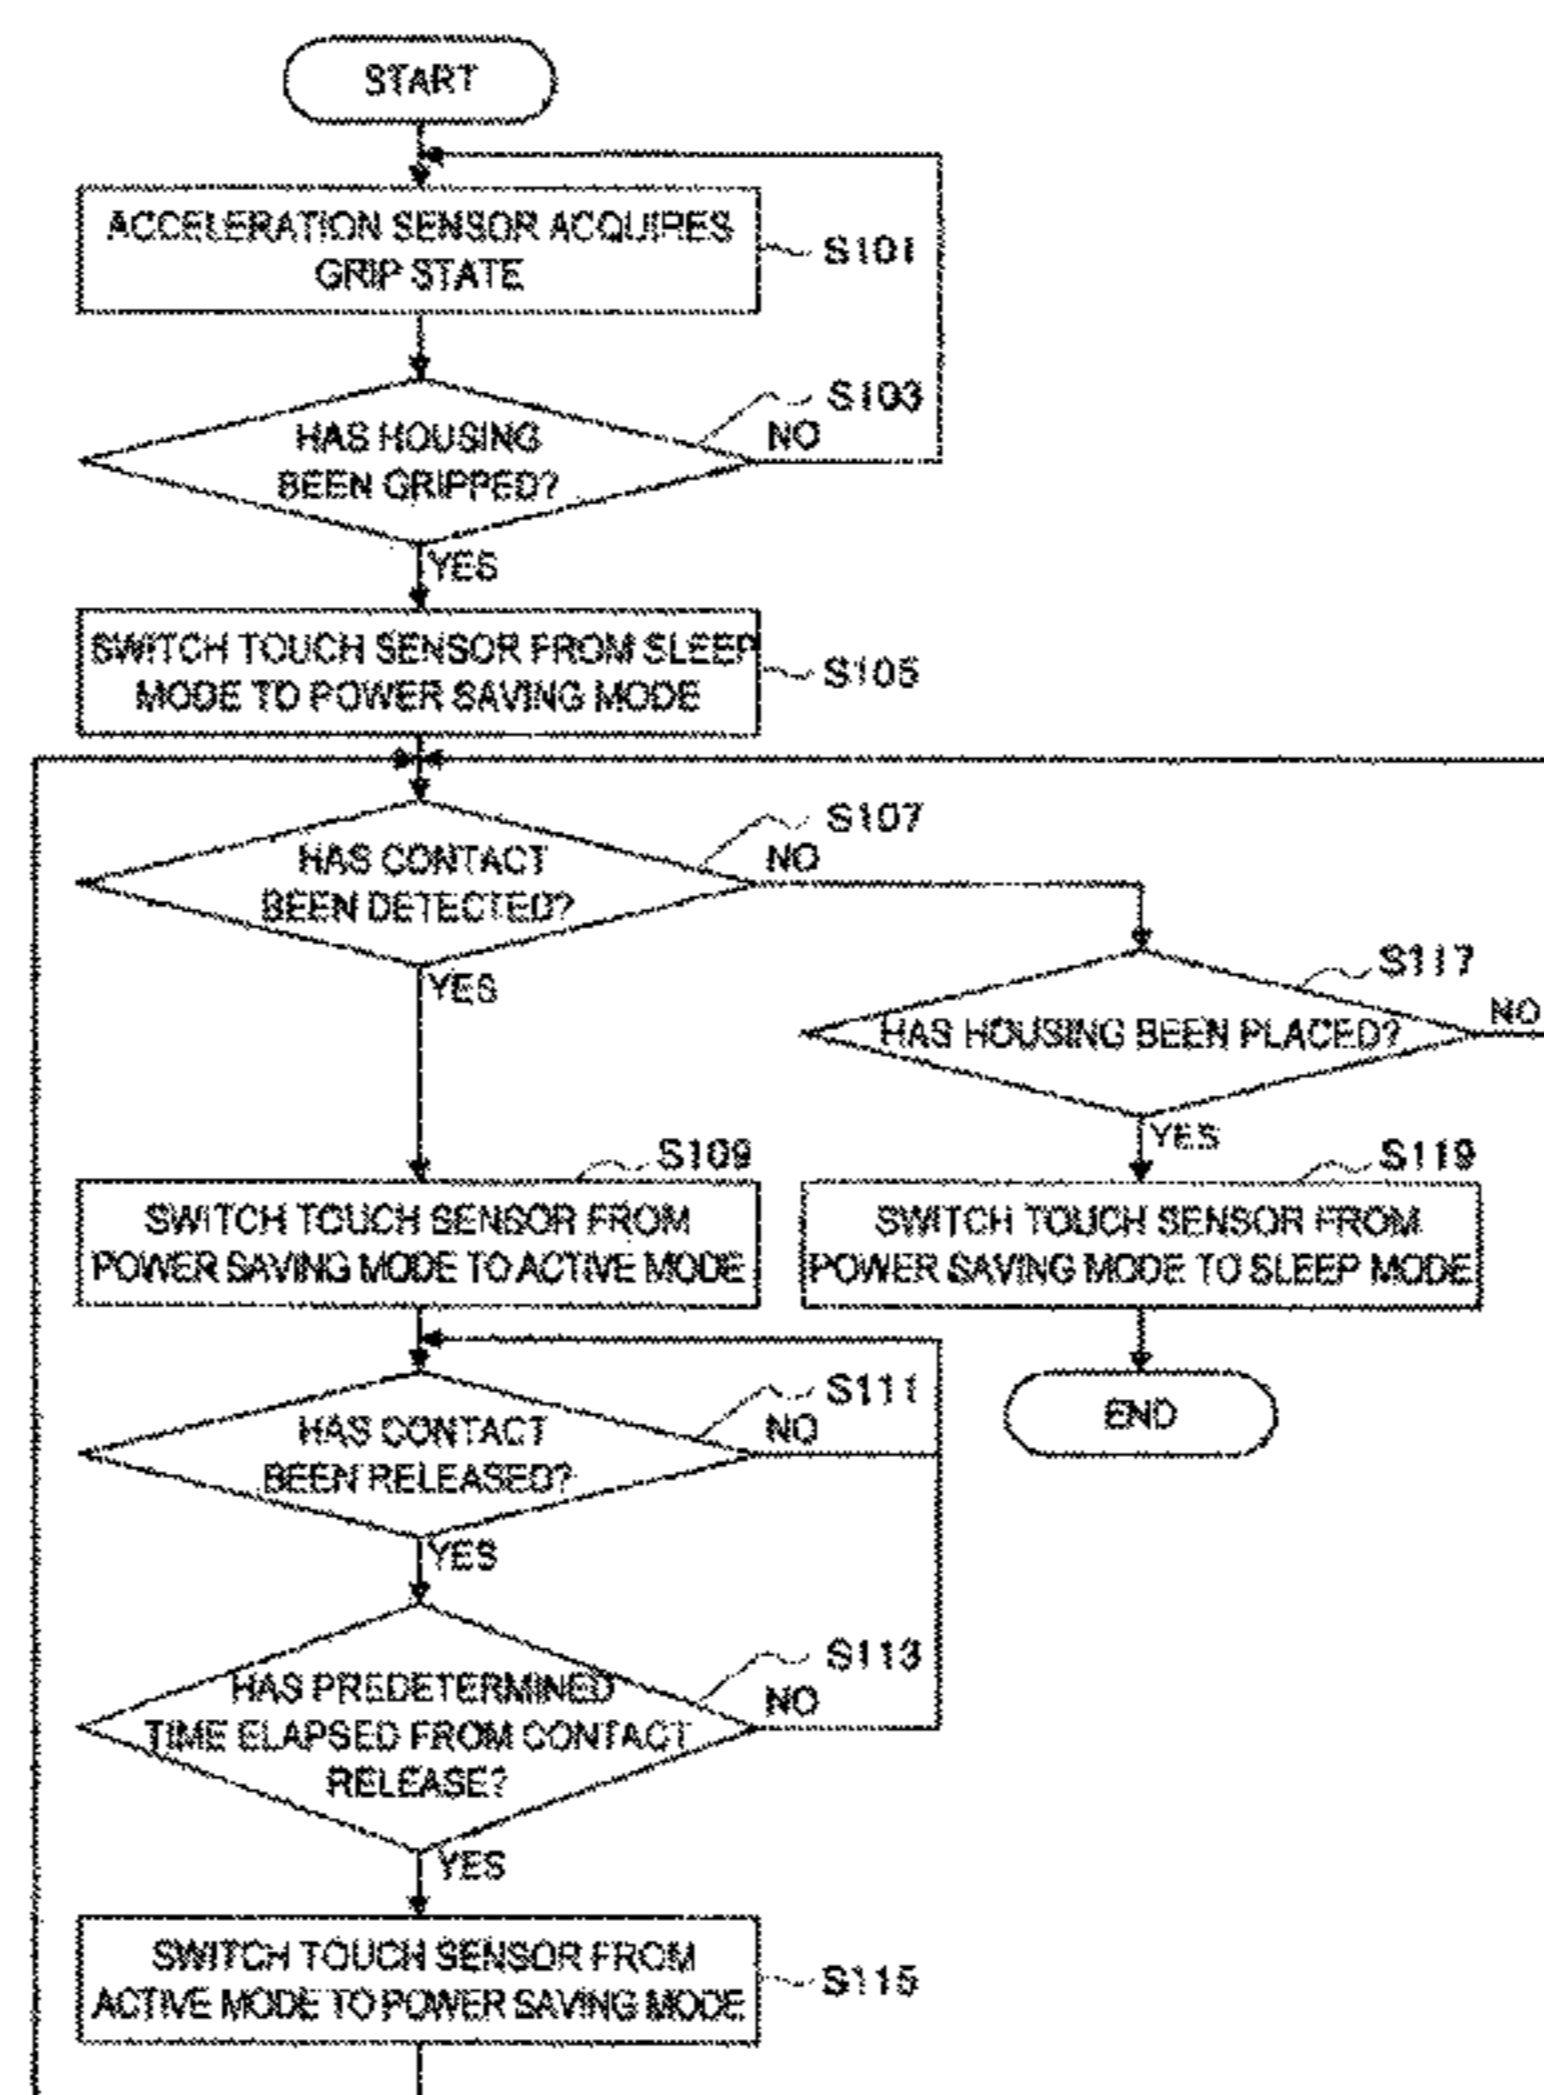 START
ACCELERATION SENSOR ACQUIRES
GRIP STATE
S101
S103
HAS HOUSING
BEEN GRIPPED?
NO
YES
SWITCH TOUCH SENSOR FROM SLEEP
MODE TO POWER SAVING MODE
S105
S107
HAS CONTACT
BEEN DETECTED?
NO
YES
S117
HAS HOUSING BEEN PLACED?
NO
YES
S109
SWITCH TOUCH SENSOR FROM
POWER SAVING MODE TO ACTIVE MODE
S119
SWITCH TOUCH SENSOR FROM
POWER SAVING MODE TO SLEEP MODE
END
S111
HAS CONTACT
BEEN RELEASED?
NO
YES
S113
HAS PREDETERMINED
TIME ELAPSED FROM CONTACT
RELEASE?
NO
YES
SWITCH TOUCH SENSOR FROM
ACTIVE MODE TO POWER SAVING MODE
S115